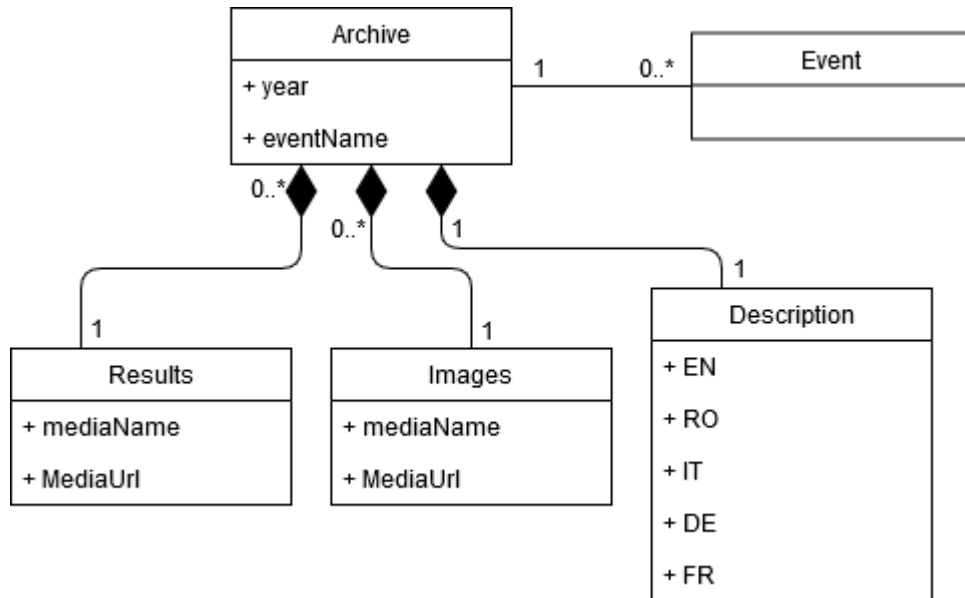 Archive
+ year
+ eventName
1
0..*
Event
0..*
0..*
1
1
1
1
Results
+ mediaName
+ MediaUrl
Images
+ mediaName
+ MediaUrl
Description
+ EN
+ RO
+ IT
+ DE
+ FR